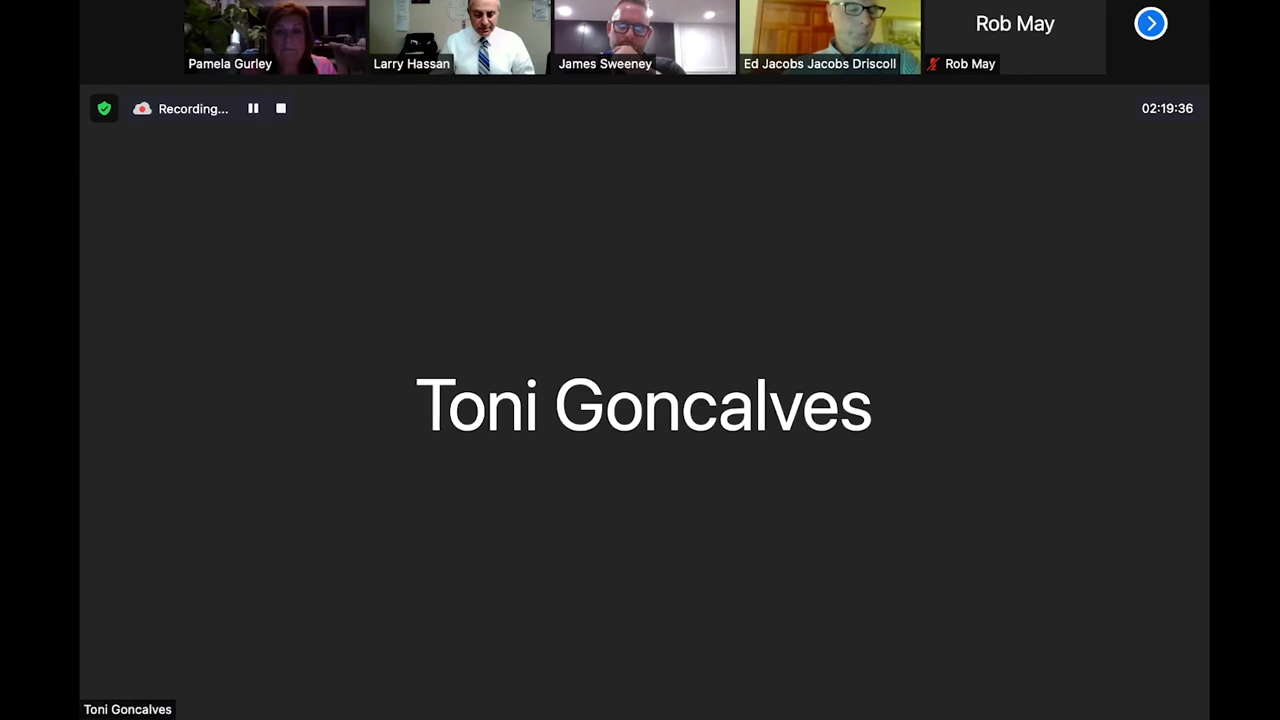 Rob May
Pamela Gurley
Larry Hassan
James Sweeney
Ed Jacobs Jacobs Driscoll
Rob May
Recording...
02:19:36
Toni Goncalves
Toni Goncalves